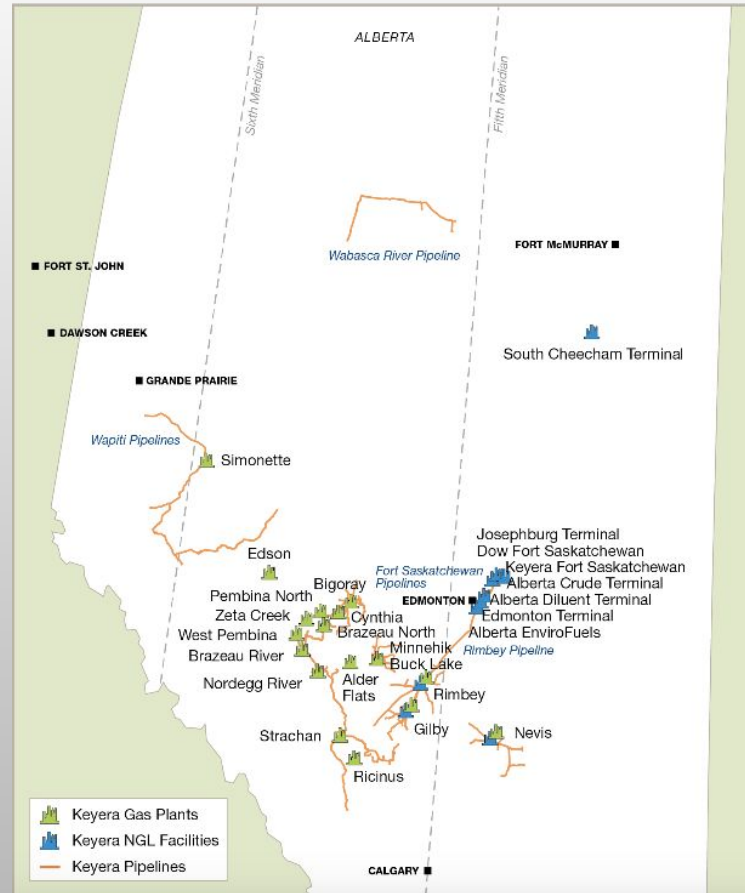 ALBERTA
Sixth Meridian
Fifth Meridian
Wabasca River Pipeline
FORT McMURRAY
FORT ST. JOHN
DAWSON CREEK
South Cheecham Terminal
GRANDE PRAIRIE
Wapiti Pipelines
Simonette
Josephburg Terminal
Dow Fort Saskatchewan
Edson
Fort Saskatchewan
Pipelines
Keyera Fort Saskatchewan
Bigoray
Alberta Crude Terminal
Pembina North
EDMONTON
Alberta Diluent Terminal
Zeta Creek
Cynthia
Edmonton Terminal
West Pembina
Brazeau North
Alberta EnviroFuels
Minnehik
Buck Lake
Rimbey Pipeline
Brazeau River
Nordegg River
Alder
Flats
Rimbey
Strachan
Gilby
Nevis
Ricinus
Keyera Gas Plants
Keyera NGL Facilities
Keyera Pipelines
CALGARY